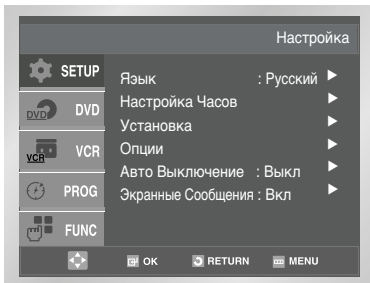 Настройка
SETUP
DVD DVD
VCR VCR
PROG
FUNC
Язык : Русский ►
Настройка Часов ►
Установка ►
Опции ►
Авто Выключение : Выкл ►
Экранные Сообщения : Вкл ►
OK RETURN MENU